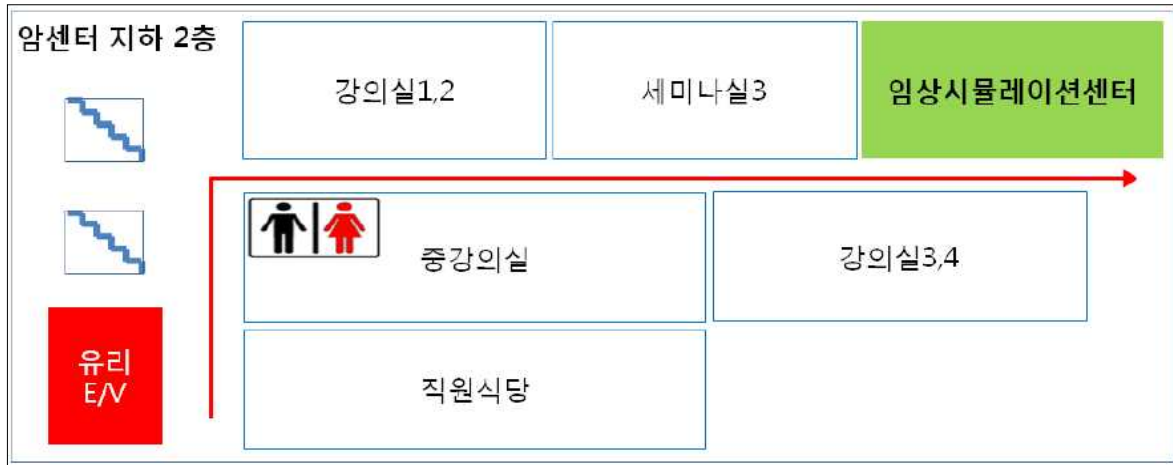 암센터 지하 2층
강의실1,2
세미나실3
임상시뮬레이션센터
중강의실
강의실3,4
유리
E/V
직원식당